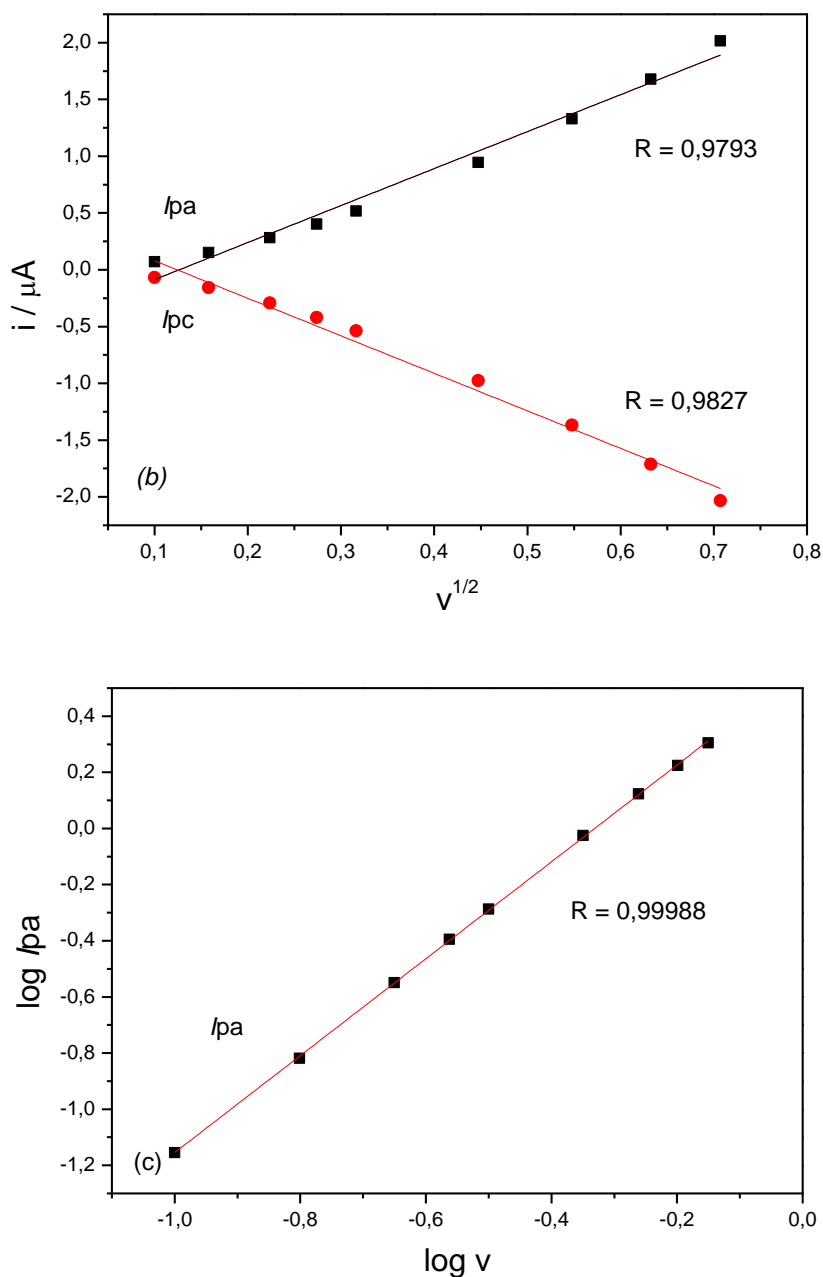 2,0
1,5
R = 0,9793
1,0
Ipa
0,5
0,0
i / µA
Ipc
-0,5
-1,0
R = 0,9827
-1,5
(b)
-2,0
0,1 0,2 0,3 0,4 0,5 0,6 0,7 0,8
v1/2
0,4
0,2
0,0
-0,2
R = 0,99988
log Ipa
-0,4
-0,6
Ipa
-0,8
-1,0
(c)
-1,2
-1,0 -0,8 -0,6 -0,4 -0,2 0,0
log v